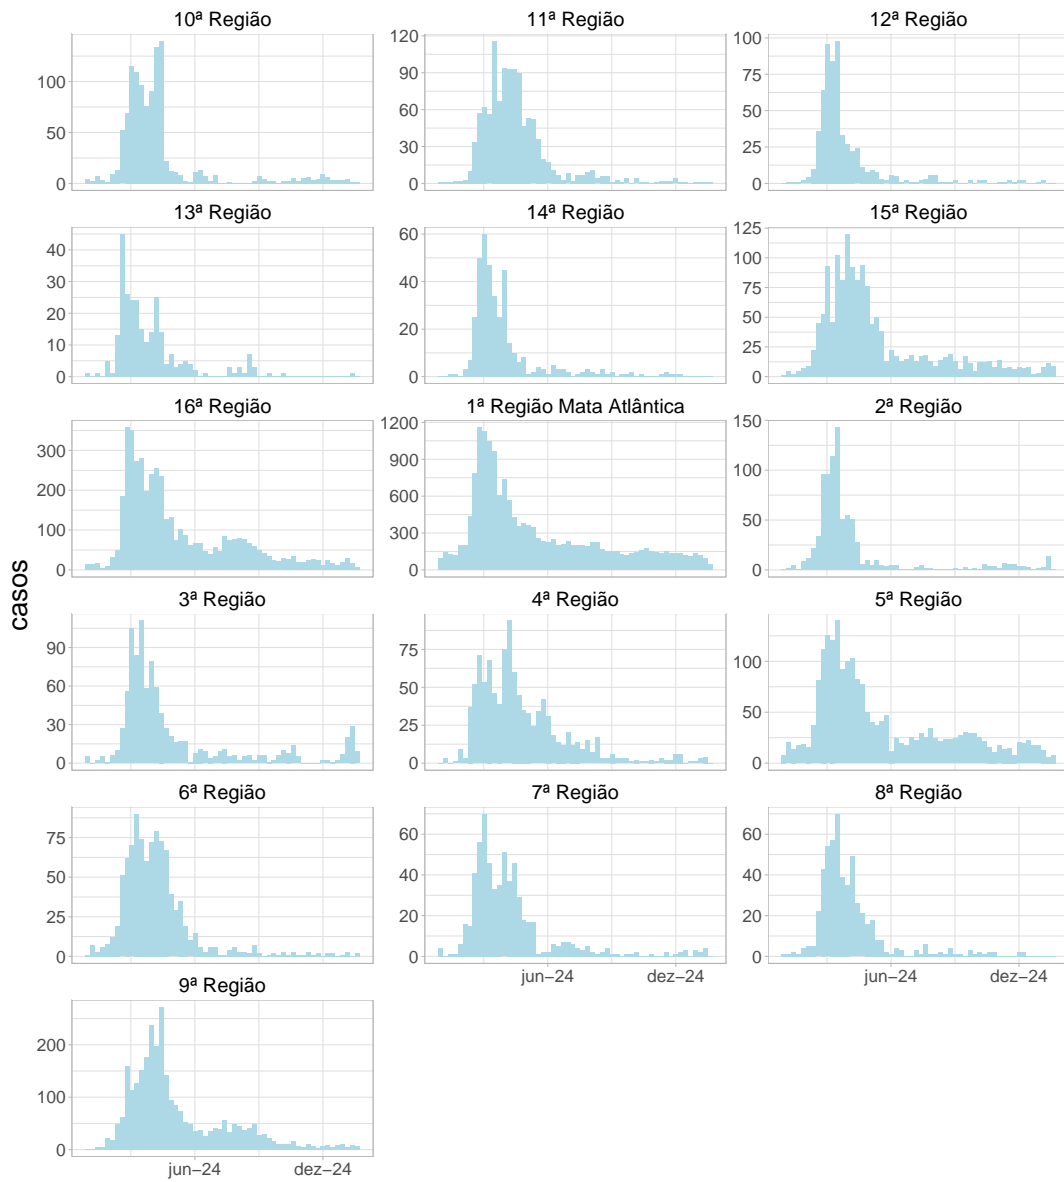 10ª Região
11ª Região
12ª Região
100
50
0
120
90
60
30
0
100
75
50
25
0
13ª Região
14ª Região
15ª Região
40
30
20
10
0
60
40
20
0
125
100
75
50
25
0
16ª Região
1ª Região Mata Atlântica
2ª Região
300
200
100
0
1200
900
600
300
0
150
100
50
0
casos
3ª Região
4ª Região
5ª Região
90
60
30
0
75
50
25
0
100
50
0
6ª Região
7ª Região
8ª Região
75
50
25
0
60
40
20
0
60
40
20
0
jun−24
dez−24
jun−24
dez−24
9ª Região
200
100
0
jun−24
dez−24